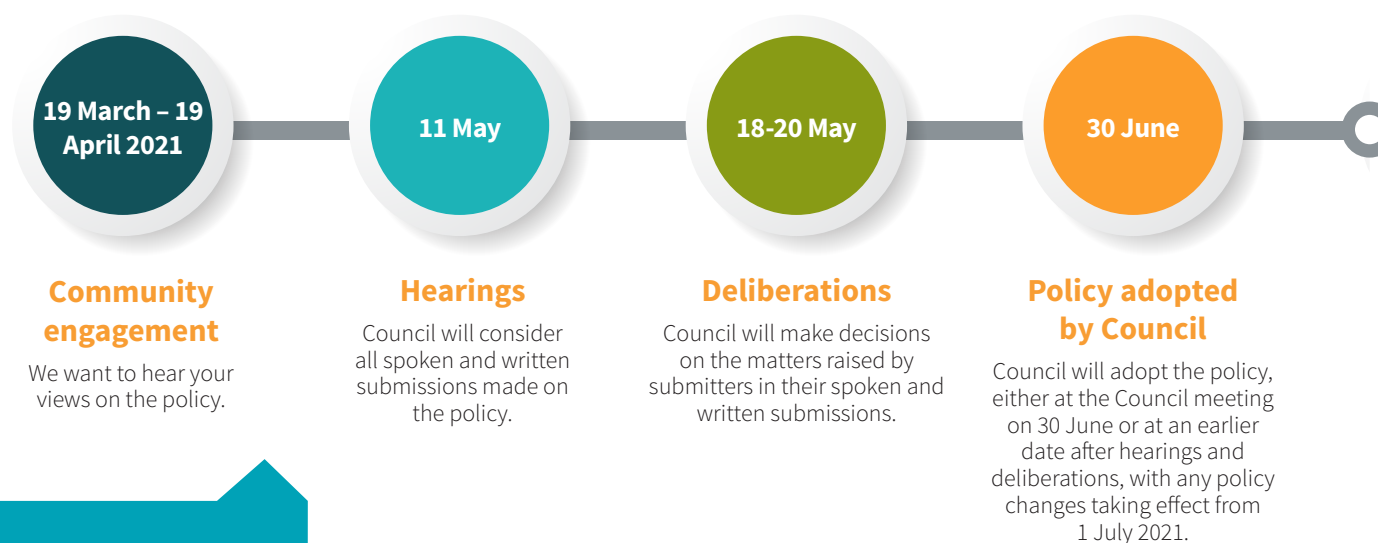 19 March – 19
April 2021
Community
engagement
We want to hear your
views on the policy.
11 May
Hearings
Council will consider
all spoken and written
submissions made on
the policy.
18-20 May
Deliberations
Council will make decisions
on the matters raised by
submitters in their spoken and
written submissions.
30 June
Policy adopted
by Council
Council will adopt the policy,
either at the Council meeting
on 30 June or at an earlier
date after hearings and
deliberations, with any policy
changes taking effect from
1 July 2021.